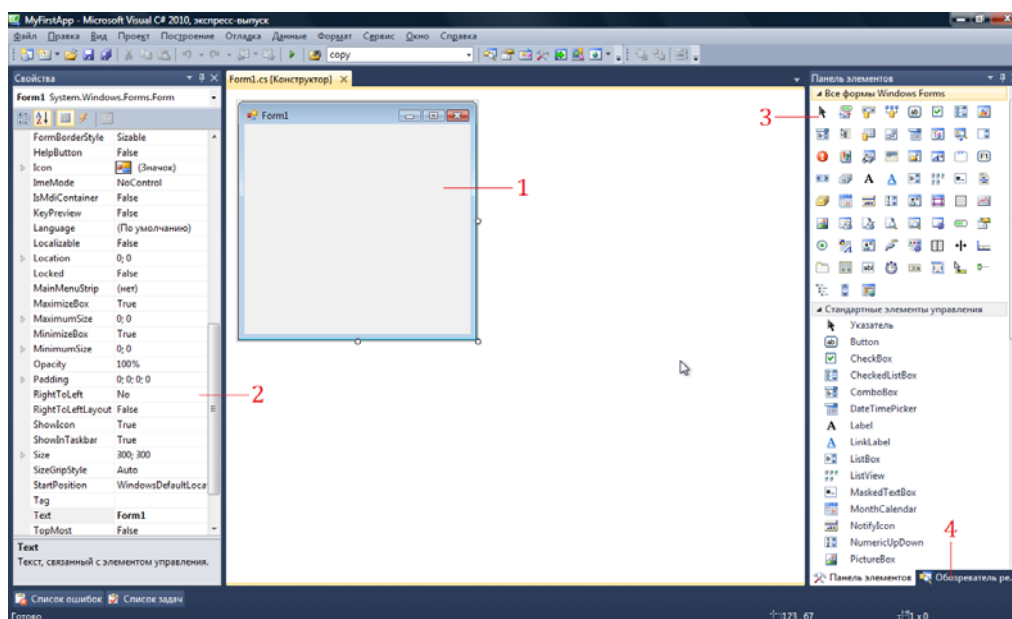 MyFirstApp - Microsoft Visual C# 2010, экспресс-выпуск
Файл Правка Вид Проект Построение Отладка Данные Формат Сервис Окно Справка
copy
Свойства
Form1 System.Windows.Forms.Form
FormBorderStyle Sizable
HelpButton False
Icon (Значок)
ImeMode NoControl
IsMdiContainer False
KeyPreview False
Language (По умолчанию)
Localizable False
Location 0; 0
Locked False
MainMenuStrip (нет)
MaximizeBox True
MaximumSize 0; 0
MinimizeBox True
MinimumSize 0; 0
Opacity 100%
Padding 0; 0; 0; 0
RightToLeft No
RightToLeftLayout False
ShowIcon True
ShowInTaskbar True
Size 300; 300
SizeGripStyle Auto
StartPosition WindowsDefaultLoca
Tag
Text Form1
TopMost False
Text
Текст, связанный с элементом управления.
2
Form1.cs [Конструктор]
Form1
1
Панель элементов
Все формы Windows Forms
3
Стандартные элементы управления
Указатель
Button
CheckBox
CheckedListBox
ComboBox
DateTimePicker
Label
LinkLabel
ListBox
ListView
MaskedTextBox
MonthCalendar
NotifyIcon
NumericUpDown
PictureBox
4
Панель элементов Обозреватель ре...
Список ошибок Список задач
Готово 123, 67 1 x 0